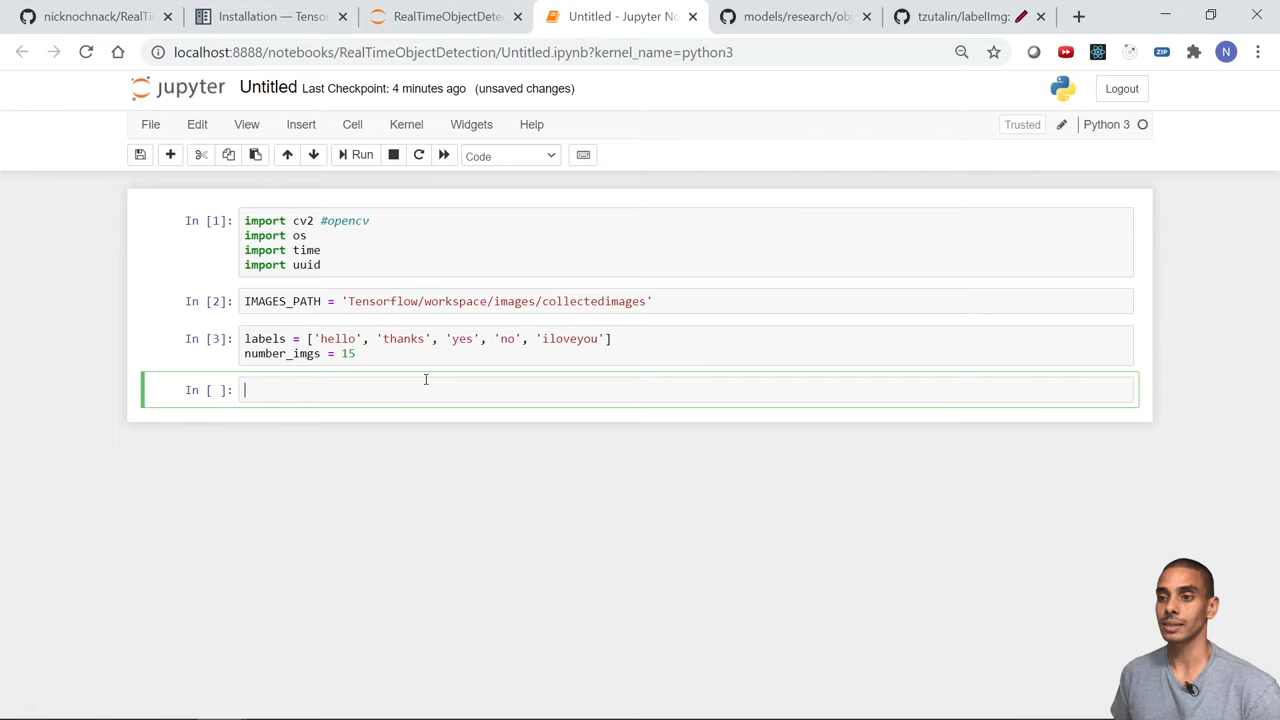 nicknochnack/RealTi
Installation — Tensor
RealTimeObjectDete
Untitled - Jupyter No
models/research/obj
tzutalin/labelImg:
localhost:8888/notebooks/RealTimeObjectDetection/Untitled.ipynb?kernel_name=python3
ZIP
N
jupyter Untitled Last Checkpoint: 4 minutes ago (unsaved changes)
Logout
File Edit View Insert Cell Kernel Widgets Help
Trusted
Python 3
Run
Code
In [1]: import cv2 #opencv
import os
import time
import uuid
In [2]: IMAGES_PATH = 'Tensorflow/workspace/images/collectedimages'
In [3]: labels = ['hello', 'thanks', 'yes', 'no', 'iloveyou']
number_imgs = 15
In [ ]: